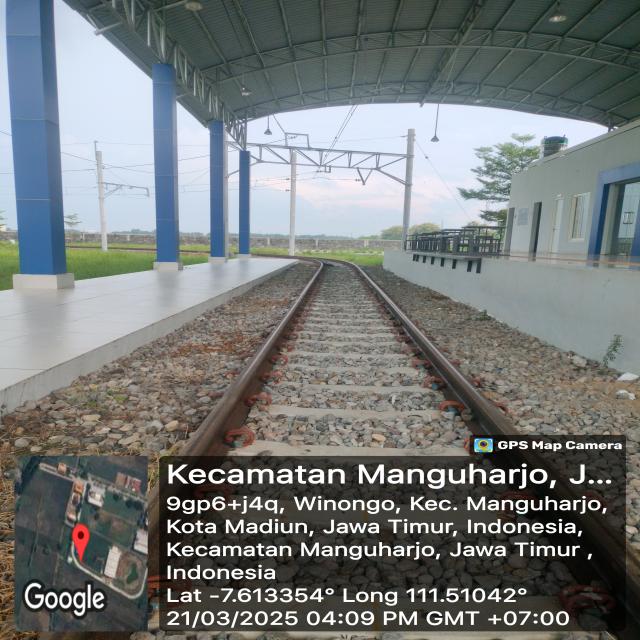 GPS Map Camera
Kecamatan Manguharjo, J...
9gp6+j4q, Winongo, Kec. Manguharjo,
Kota Madiun, Jawa Timur, Indonesia,
Kecamatan Manguharjo, Jawa Timur ,
Indonesia
Lat -7.613354° Long 111.51042°
21/03/2025 04:09 PM GMT +07:00
Google